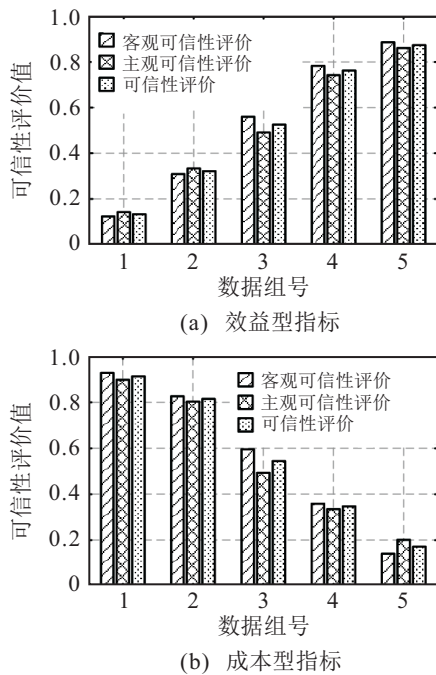 1.0
0.8
0.6
0.4
0.2
0
可信性评价值
客观可信性评价
主观可信性评价
可信性评价
1 2 3 4 5
数据组号
(a) 效益型指标
1.0
0.8
0.6
0.4
0.2
0
可信性评价值
客观可信性评价
主观可信性评价
可信性评价
1 2 3 4 5
数据组号
(b) 成本型指标